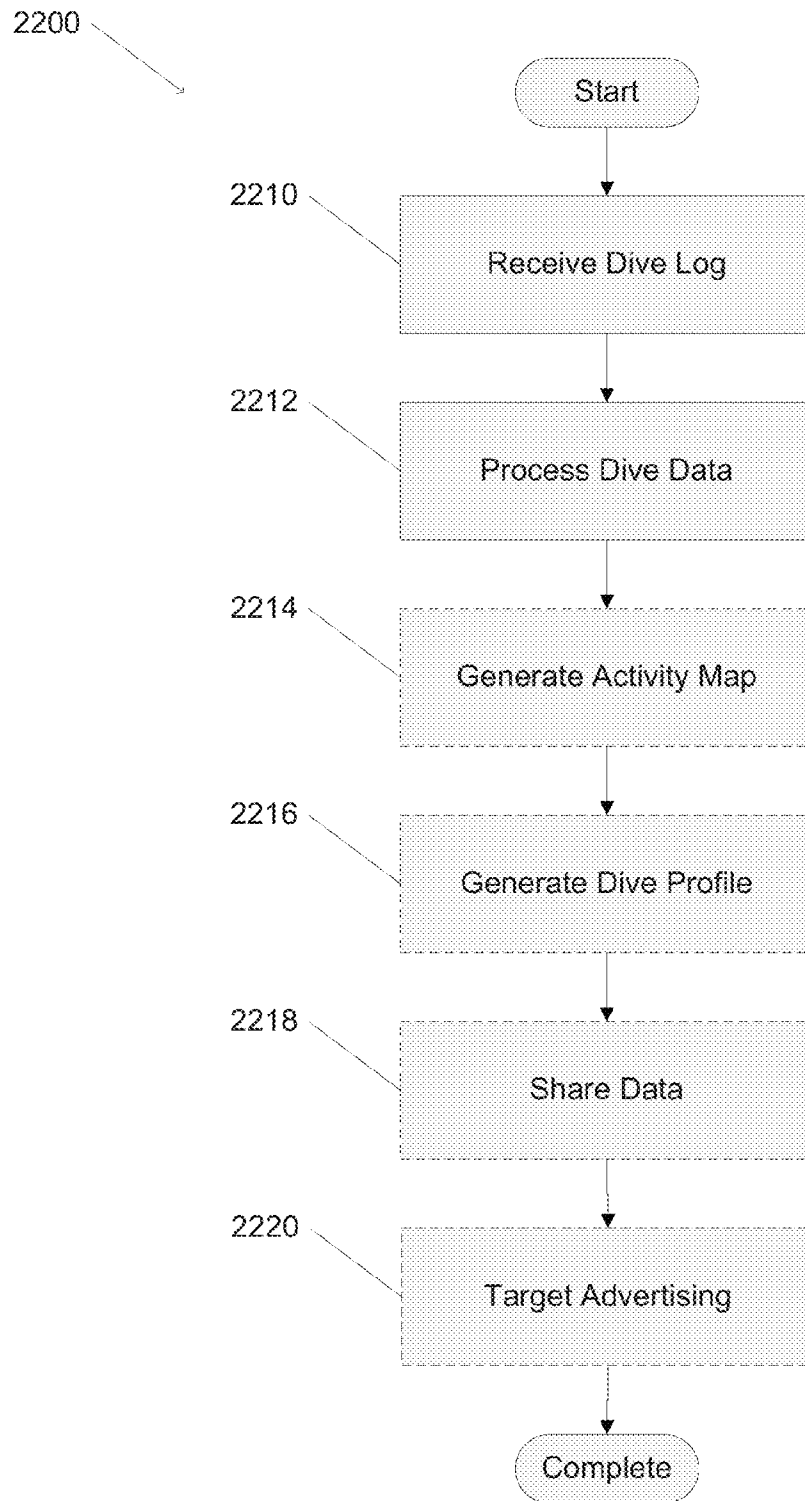 2200
Start
2210
Receive Dive Log
2212
Process Dive Data
2214
Generate Activity Map
2216
Generate Dive Profile
2218
Share Data
2220
Target Advertising
Complete